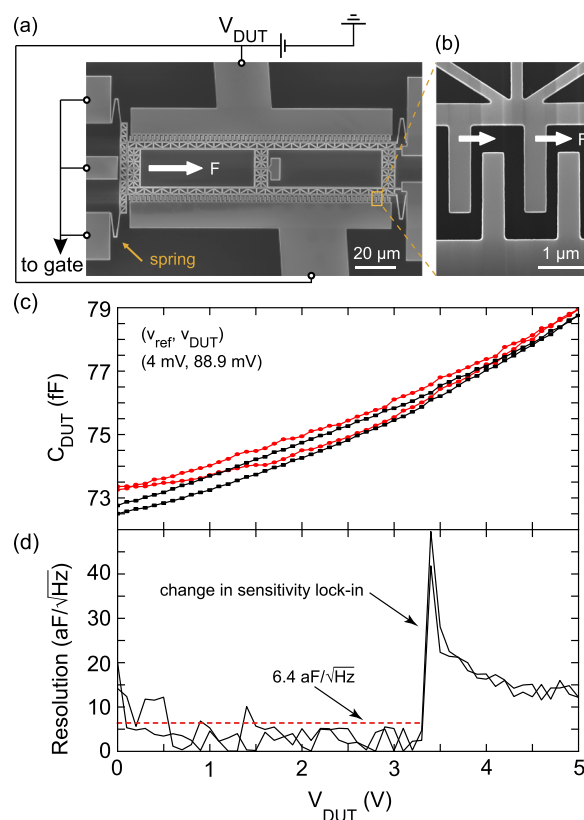 (a)
V_DUT
(b)
F
F
F
to gate
spring
20 µm
1 µm
(c)
79
77
75
73
C_DUT (fF)
(v_ref, v_DUT)
(4 mV, 88.9 mV)
(d)
40
30
20
10
0
Resolution (aF/√Hz)
change in sensitivity lock-in
6.4 aF/√Hz
0 1 2 3 4 5
V_DUT (V)